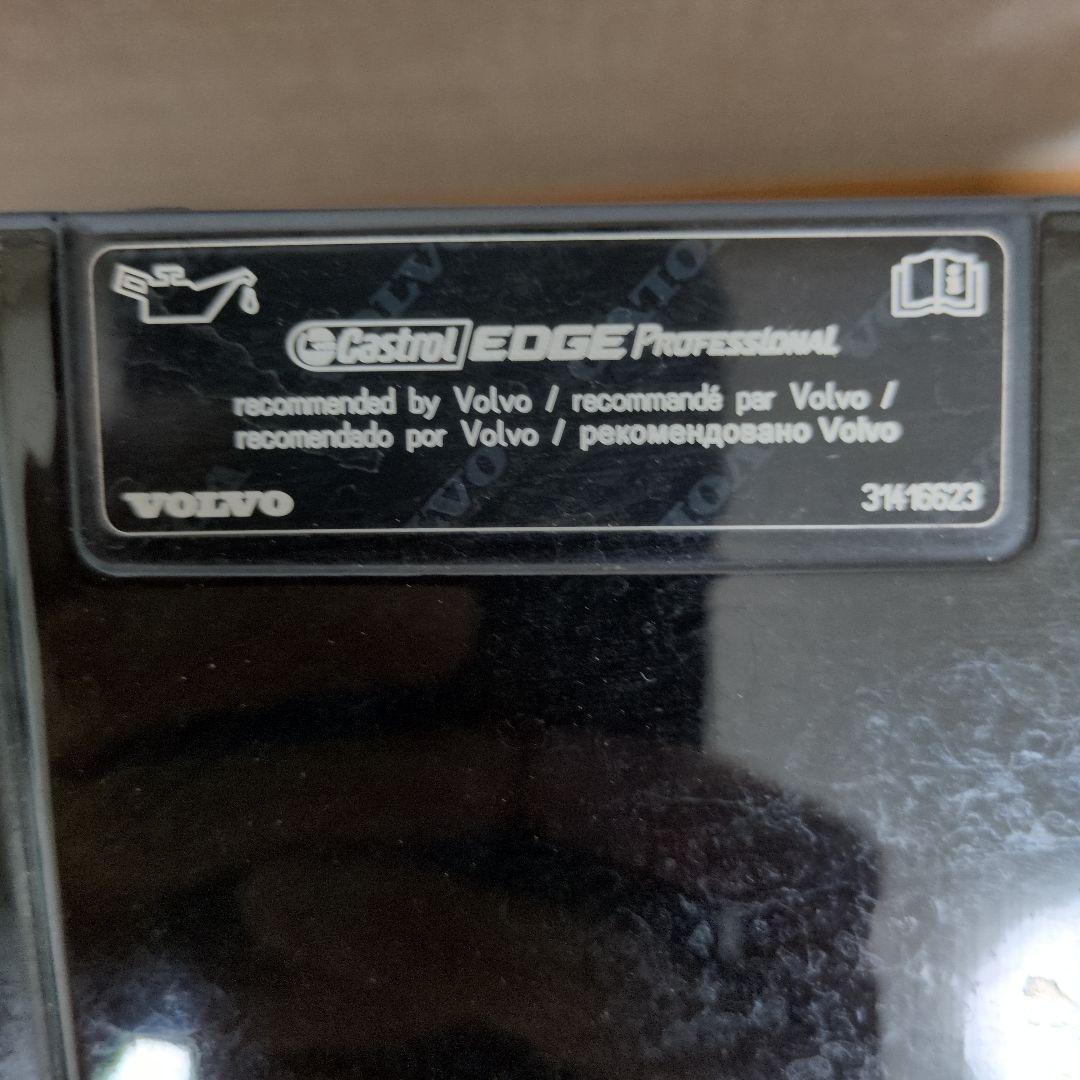 Castrol EDGE PROFESSIONAL
recommended by Volvo / recommandé par Volvo /
recomendado por Volvo / рекомендовано Volvo
VOLVO 31416623